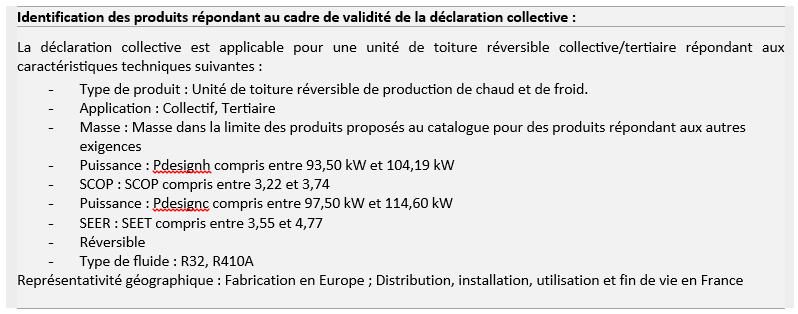 Identification des produits répondant au cadre de validité de la déclaration collective :
La déclaration collective est applicable pour une unité de toiture réversible collective/tertiaire répondant aux
caractéristiques techniques suivantes :
- Type de produit : Unité de toiture réversible de production de chaud et de froid.
- Application : Collectif, Tertiaire
- Masse : Masse dans la limite des produits proposés au catalogue pour des produits répondant aux autres
exigences
- Puissance : Pdesignh compris entre 93,50 kW et 104,19 kW
- SCOP : SCOP compris entre 3,22 et 3,74
- Puissance : Pdesignc compris entre 97,50 kW et 114,60 kW
- SEER : SEET compris entre 3,55 et 4,77
- Réversible
- Type de fluide : R32, R410A
Représentativité géographique : Fabrication en Europe ; Distribution, installation, utilisation et fin de vie en France